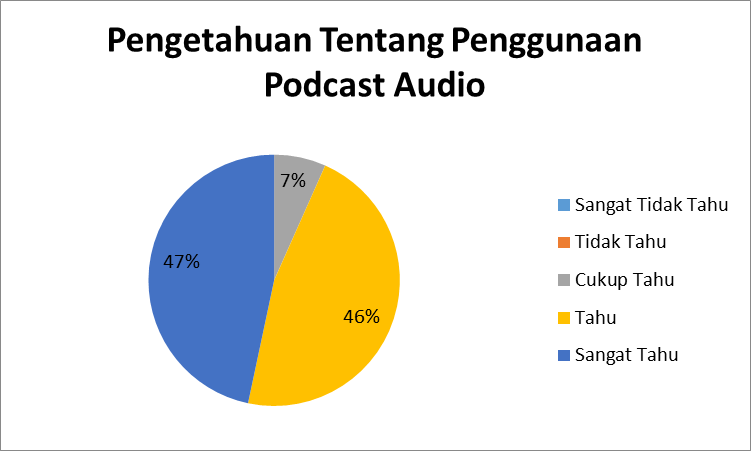 Pengetahuan Tentang Penggunaan
Podcast Audio
7%
47%
46%
Sangat Tidak Tahu
Tidak Tahu
Cukup Tahu
Tahu
Sangat Tahu